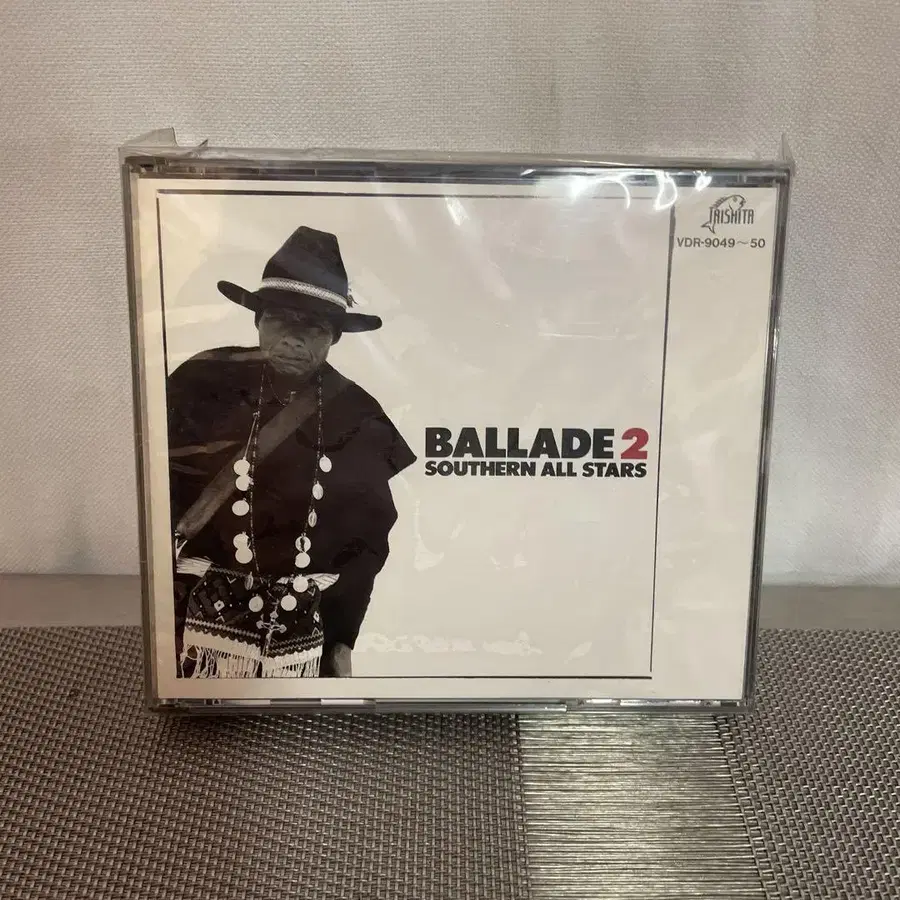 TAISHITA
VDR-9049～50
BALLADE 2
SOUTHERN ALL STARS